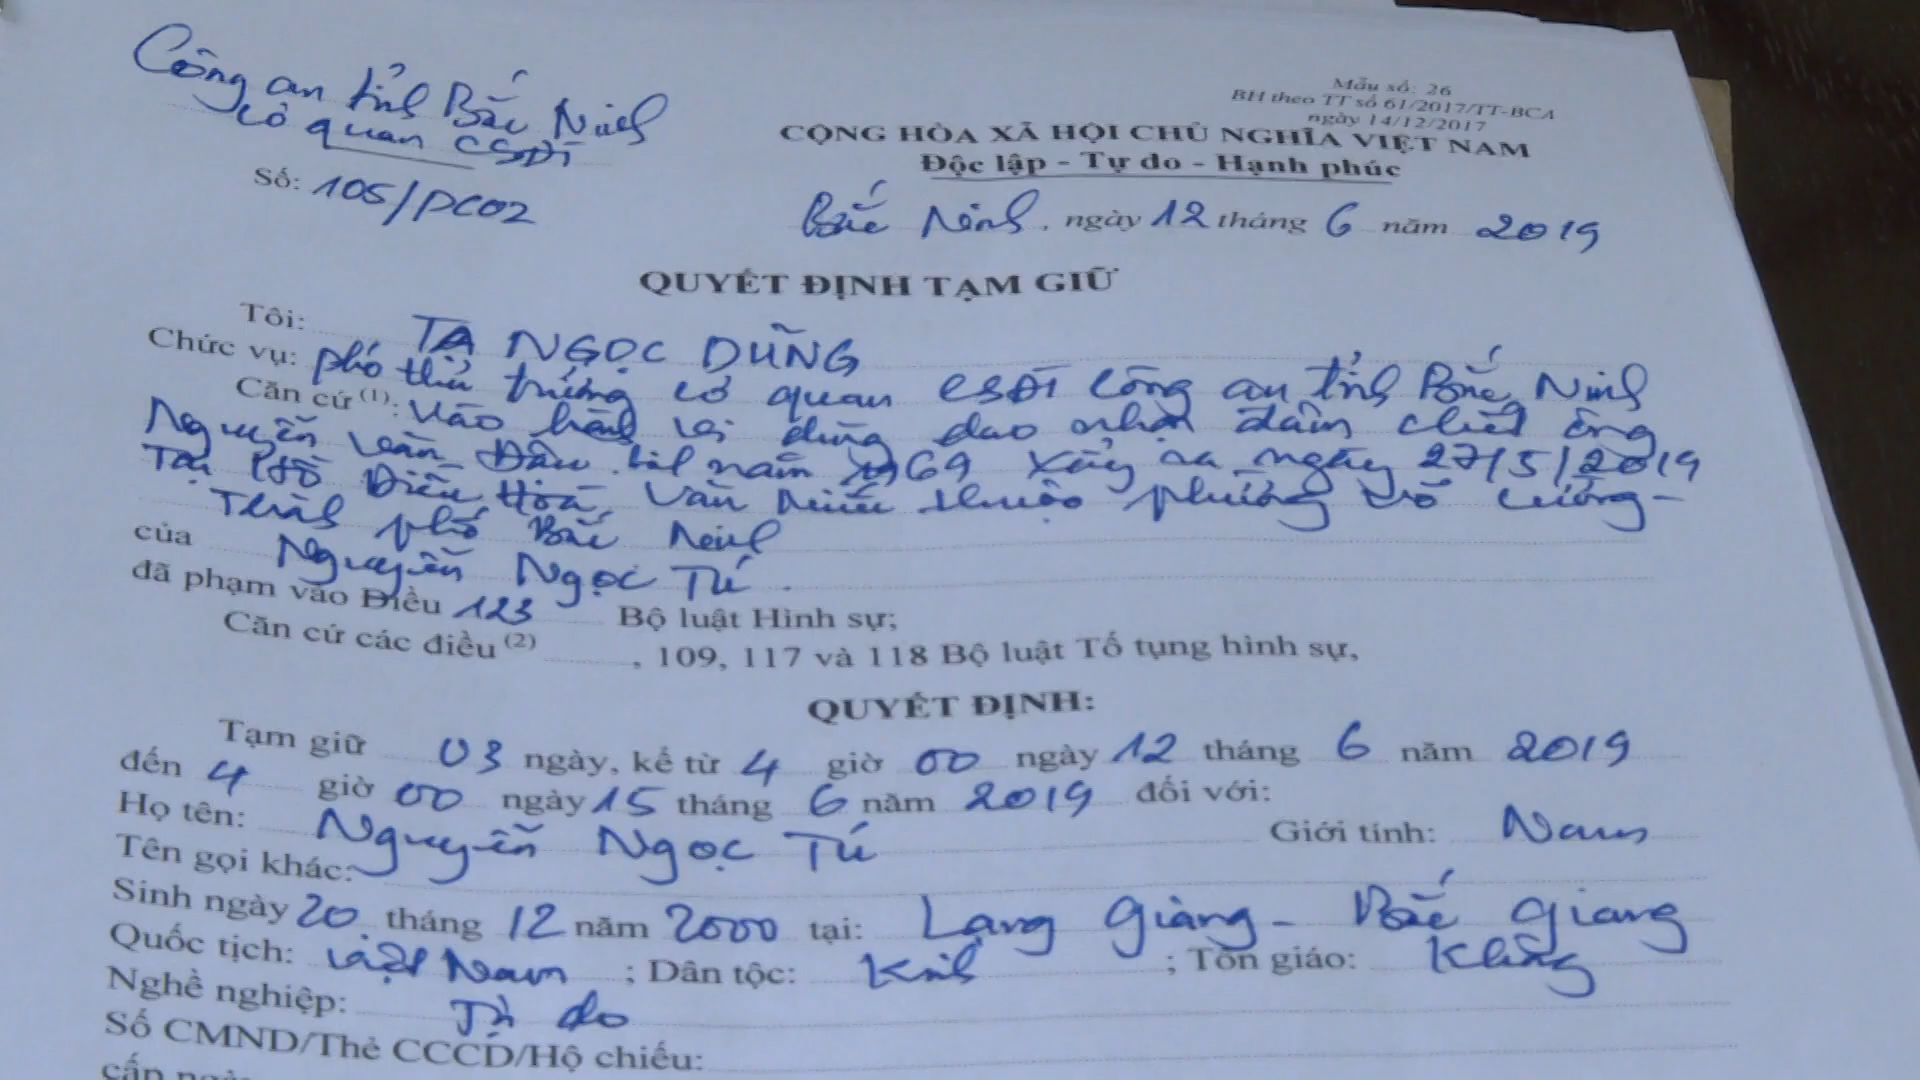 Công an tỉnh Bắc Ninh
Cơ quan CSĐT
Số: 105/PC02
Mẫu số: 26
BH theo TT số 61/2017/TT-BCA
ngày 14/12/2017
CỘNG HÒA XÃ HỘI CHỦ NGHĨA VIỆT NAM
Độc lập - Tự do - Hạnh phúc
Bắc Ninh, ngày 12 tháng 6 năm 2019
QUYẾT ĐỊNH TẠM GIỮ
Tôi: TẠ NGỌC DŨNG
Chức vụ: phó thủ trưởng cơ quan CSĐT Công an tỉnh Bắc Ninh
Căn cứ (1): Vào hành vi dùng dao nhọn đâm chết ông
Nguyễn Văn Đậu sinh năm 1969 xảy ra ngày 27/5/2019
Tại hồ Điều Hòa, Văn Miếu thuộc phường Võ Cường -
Thành phố Bắc Ninh
của Nguyễn Ngọc Tú.
đã phạm vào Điều 123 Bộ luật Hình sự;
Căn cứ các điều (2) , 109, 117 và 118 Bộ luật Tố tụng hình sự,
QUYẾT ĐỊNH:
Tạm giữ 03 ngày, kể từ 4 giờ 00 ngày 12 tháng 6 năm 2019
đến 4 giờ 00 ngày 15 tháng 6 năm 2019 đối với:
Họ tên: Nguyễn Ngọc Tú Giới tính: Nam
Tên gọi khác:
Sinh ngày 20 tháng 12 năm 2000 tại: Lạng Giang - Bắc Giang
Quốc tịch: Việt Nam ; Dân tộc: Kinh ; Tôn giáo: Không
Nghề nghiệp: Tự do
Số CMND/Thẻ CCCD/Hộ chiếu:
cấp ngày